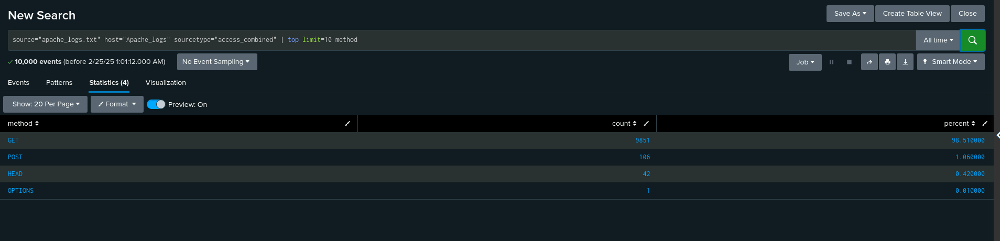 New Search
Save As
Create Table View
Close
source="apache_logs.txt" host="Apache_logs" sourcetype="access_combined" | top limit=10 method
All time
10,000 events (before 2/25/25 1:01:12.000 AM)
No Event Sampling
Job
Smart Mode
Events
Patterns
Statistics (4)
Visualization
Show: 20 Per Page
Format
Preview: On
method count percent
GET 9851 98.510000
POST 106 1.060000
HEAD 42 0.420000
OPTIONS 1 0.010000